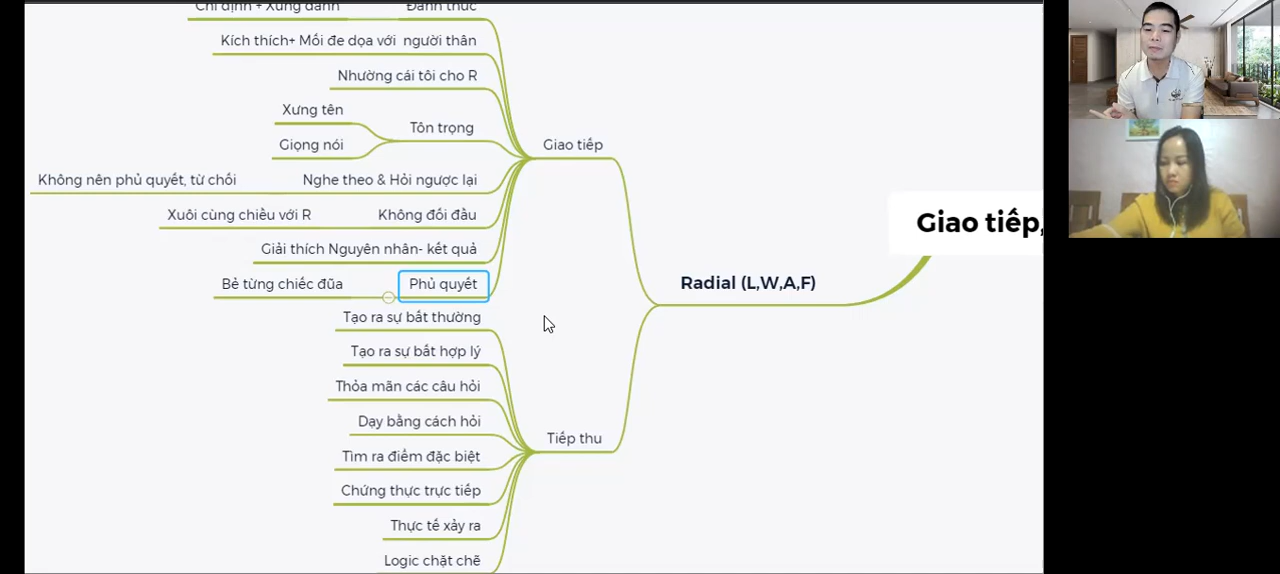 Chỉ định + Xưng danh
Đánh thức
Kích thích+ Mối đe dọa với người thân
Nhường cái tôi cho R
Xưng tên
Giọng nói
Tôn trọng
Không nên phủ quyết, từ chối
Nghe theo & Hỏi ngược lại
Xuôi cùng chiều với R
Không đối đầu
Giải thích Nguyên nhân- kết quả
Bẻ từng chiếc đũa
Phủ quyết
Giao tiếp
Tạo ra sự bất thường
Tạo ra sự bất hợp lý
Thỏa mãn các câu hỏi
Dạy bằng cách hỏi
Tìm ra điểm đặc biệt
Chứng thực trực tiếp
Thực tế xảy ra
Logic chặt chẽ
Tiếp thu
Radial (L,W,A,F)
Giao tiếp,